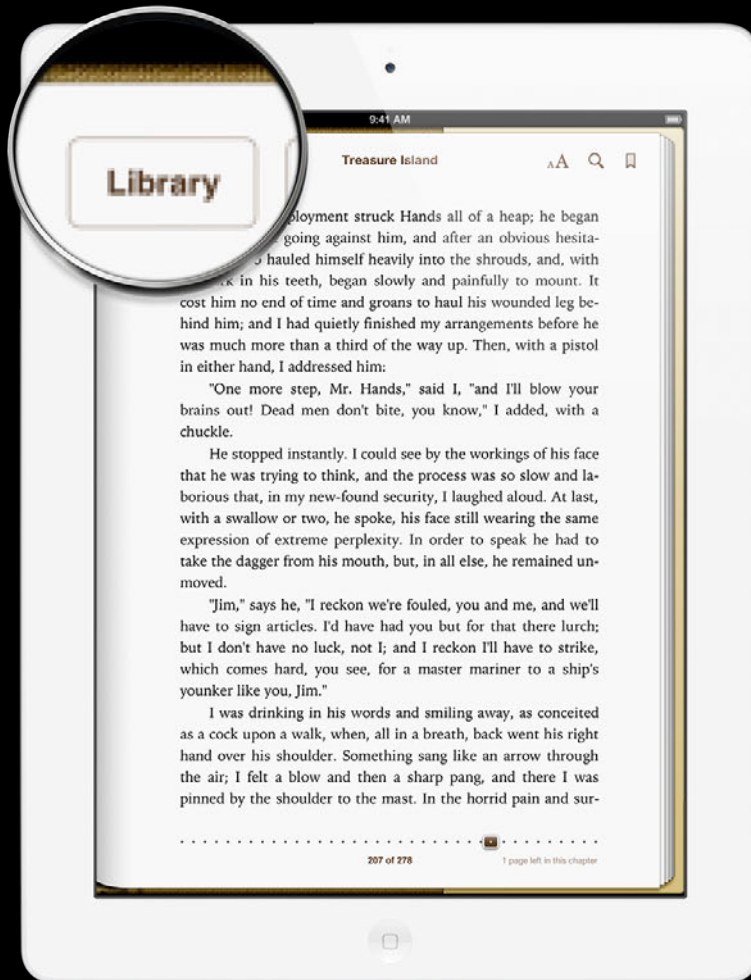 9:41 AM
Library
Treasure Island
AA
ployment struck Hands all of a heap; he began
going against him, and after an obvious hesita-
hauled himself heavily into the shrouds, and, with
in his teeth, began slowly and painfully to mount. It
cost him no end of time and groans to haul his wounded leg be-
hind him; and I had quietly finished my arrangements before he
was much more than a third of the way up. Then, with a pistol
in either hand, I addressed him:
"One more step, Mr. Hands," said I, "and I'll blow your
brains out! Dead men don't bite, you know," I added, with a
chuckle.
He stopped instantly. I could see by the workings of his face
that he was trying to think, and the process was so slow and la-
borious that, in my new-found security, I laughed aloud. At last,
with a swallow or two, he spoke, his face still wearing the same
expression of extreme perplexity. In order to speak he had to
take the dagger from his mouth, but, in all else, he remained un-
moved.
"Jim," says he, "I reckon we're fouled, you and me, and we'll
have to sign articles. I'd have had you but for that there lurch;
but I don't have no luck, not I; and I reckon I'll have to strike,
which comes hard, you see, for a master mariner to a ship's
younker like you, Jim."
I was drinking in his words and smiling away, as conceited
as a cock upon a walk, when, all in a breath, back went his right
hand over his shoulder. Something sang like an arrow through
the air; I felt a blow and then a sharp pang, and there I was
pinned by the shoulder to the mast. In the horrid pain and sur-
207 of 278
1 page left in this chapter